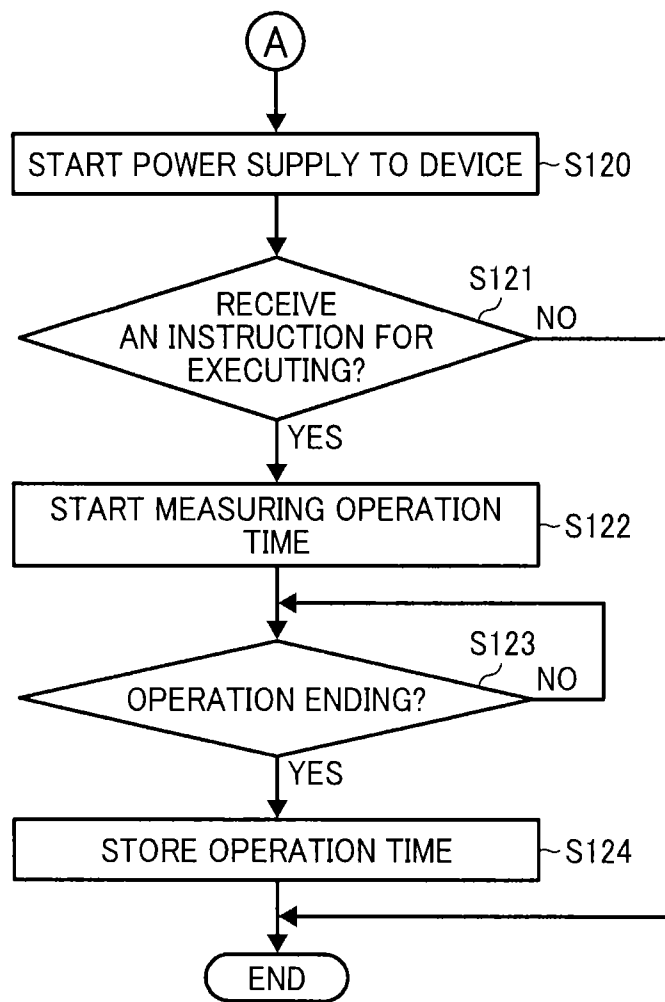 A
START POWER SUPPLY TO DEVICE
S120
S121
RECEIVE
AN INSTRUCTION FOR
EXECUTING?
NO
YES
START MEASURING OPERATION
TIME
S122
S123
OPERATION ENDING?
NO
YES
STORE OPERATION TIME
S124
END